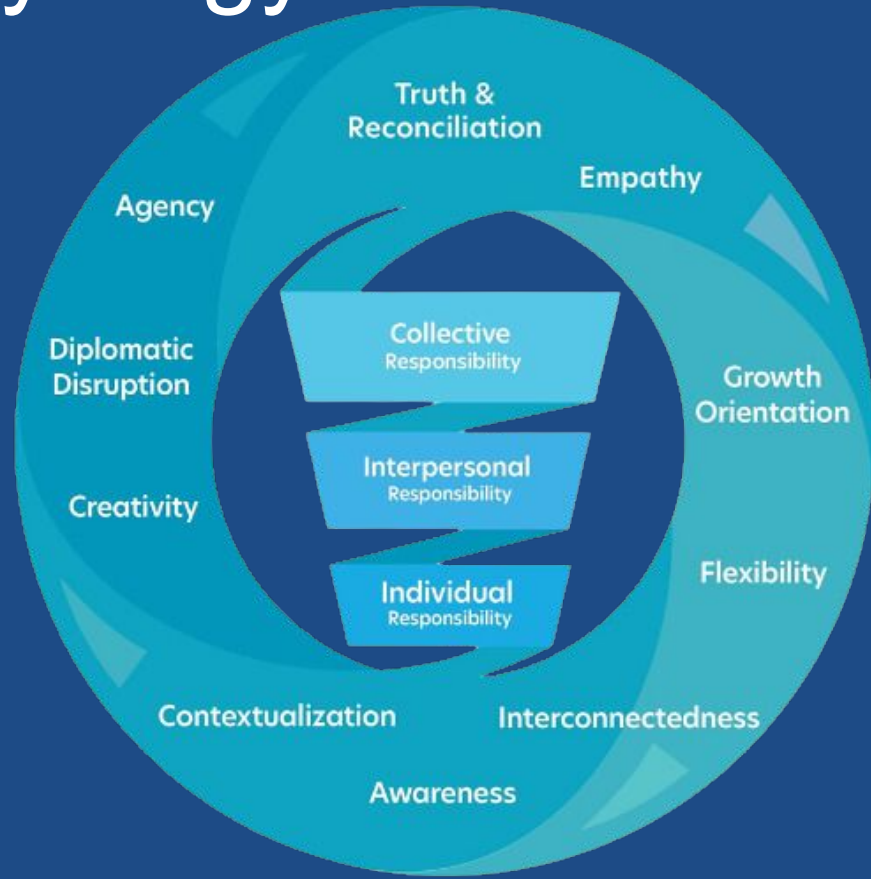 Truth &
Reconciliation
Empathy
Agency
Diplomatic
Disruption
Collective
Responsibility
Growth
Orientation
Interpersonal
Responsibility
Creativity
Flexibility
Individual
Responsibility
Contextualization
Interconnectedness
Awareness